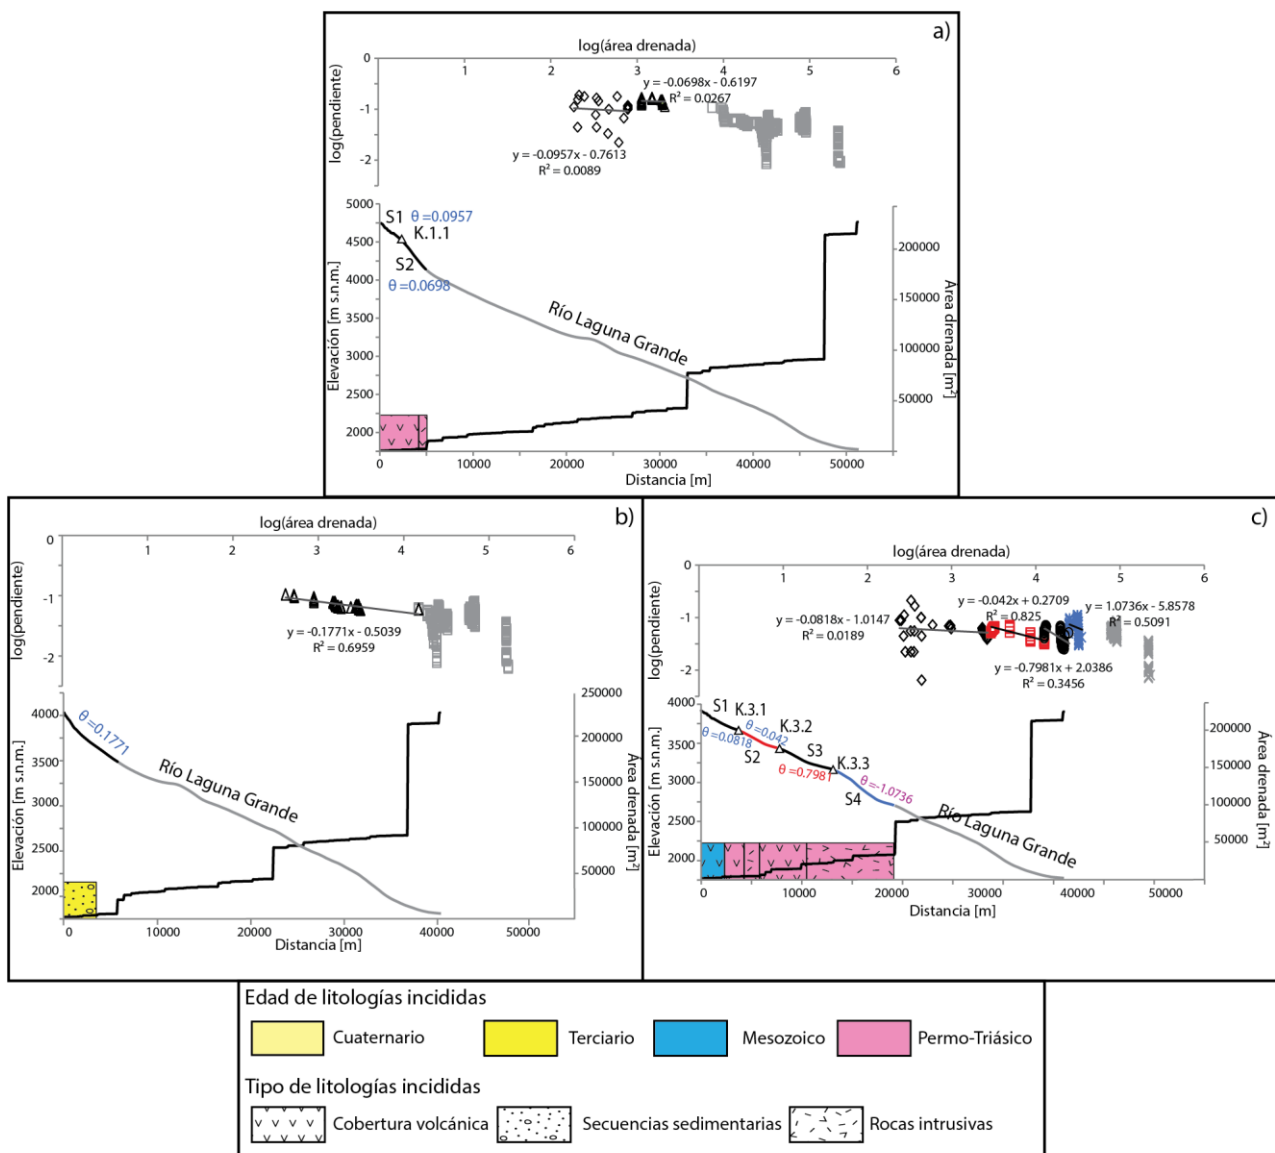 a)
log(área drenada)
0 1 2 3 4 5 6
y = -0.0698x - 0.6197
R² = 0.0267
-1
-2
log(pendiente)
y = -0.0957x - 0.7613
R² = 0.0089
5000
4500
4000
3500
3000
2500
2000
Elevación [m s.n.m.]
S1 θ =0.0957
K.1.1
S2
θ =0.0698
Río Laguna Grande
200000
150000
100000
50000
Área drenada [m²]
0 10000 20000 30000 40000 50000
Distancia [m]
b)
log(área drenada)
0 1 2 3 4 5 6
-1
-2
log(pendiente)
y = -0.1771x - 0.5039
R² = 0.6959
4000
3500
3000
2500
2000
Elevación [m s.n.m.]
θ =0.1771
Río Laguna Grande
250000
200000
150000
100000
50000
Área drenada [m²]
0 10000 20000 30000 40000 50000
Distancia [m]
c)
log(área drenada)
0 1 2 3 4 5 6
-1
-2
log(pendiente)
y = -0.0818x - 1.0147
R² = 0.0189
y = -0.042x + 0.2709
R² = 0.825
1.0736x - 5.8578
R² = 0.5091
y = -0.7981x + 2.0386
R² = 0.3456
4000
3500
3000
2500
2000
Elevación [m s.n.m.]
S1 K.3.1
θ =0.0818
θ =0.042
K.3.2
S2
S3
θ =0.7981
K.3.3
θ =-1.0736
S4
Río Laguna Grande
200000
150000
100000
50000
Área drenada [m²]
0 10000 20000 30000 40000 50000
Distancia [m]
Edad de litologías incididas
Cuaternario Terciario Mesozoico Permo-Triásico
Tipo de litologías incididas
Cobertura volcánica Secuencias sedimentarias Rocas intrusivas